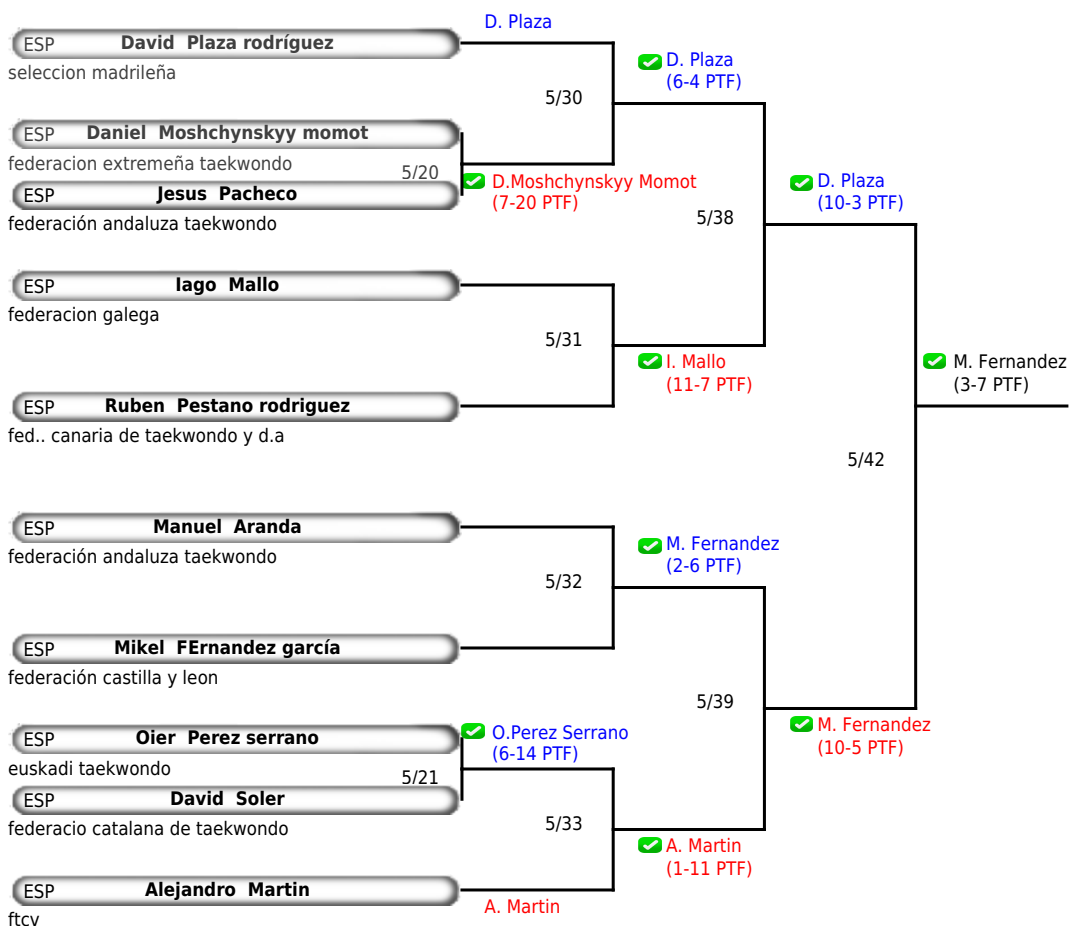 D. Plaza
ESP David Plaza rodríguez
seleccion madrileña
D. Plaza
(6-4 PTF)
5/30
ESP Daniel Moshchynskyy momot
federacion extremeña taekwondo
5/20
D.Moshchynskyy Momot
(7-20 PTF)
ESP Jesus Pacheco
federación andaluza taekwondo
5/38
D. Plaza
(10-3 PTF)
ESP Iago Mallo
federacion galega
5/31
I. Mallo
(11-7 PTF)
M. Fernandez
(3-7 PTF)
ESP Ruben Pestano rodriguez
fed.. canaria de taekwondo y d.a
5/42
ESP Manuel Aranda
federación andaluza taekwondo
M. Fernandez
(2-6 PTF)
5/32
ESP Mikel FErnandez garcía
federación castilla y leon
5/39
M. Fernandez
(10-5 PTF)
ESP Oier Perez serrano
euskadi taekwondo
O.Perez Serrano
(6-14 PTF)
5/21
ESP David Soler
federacio catalana de taekwondo
5/33
A. Martin
(1-11 PTF)
ESP Alejandro Martin
A. Martin
ftcv